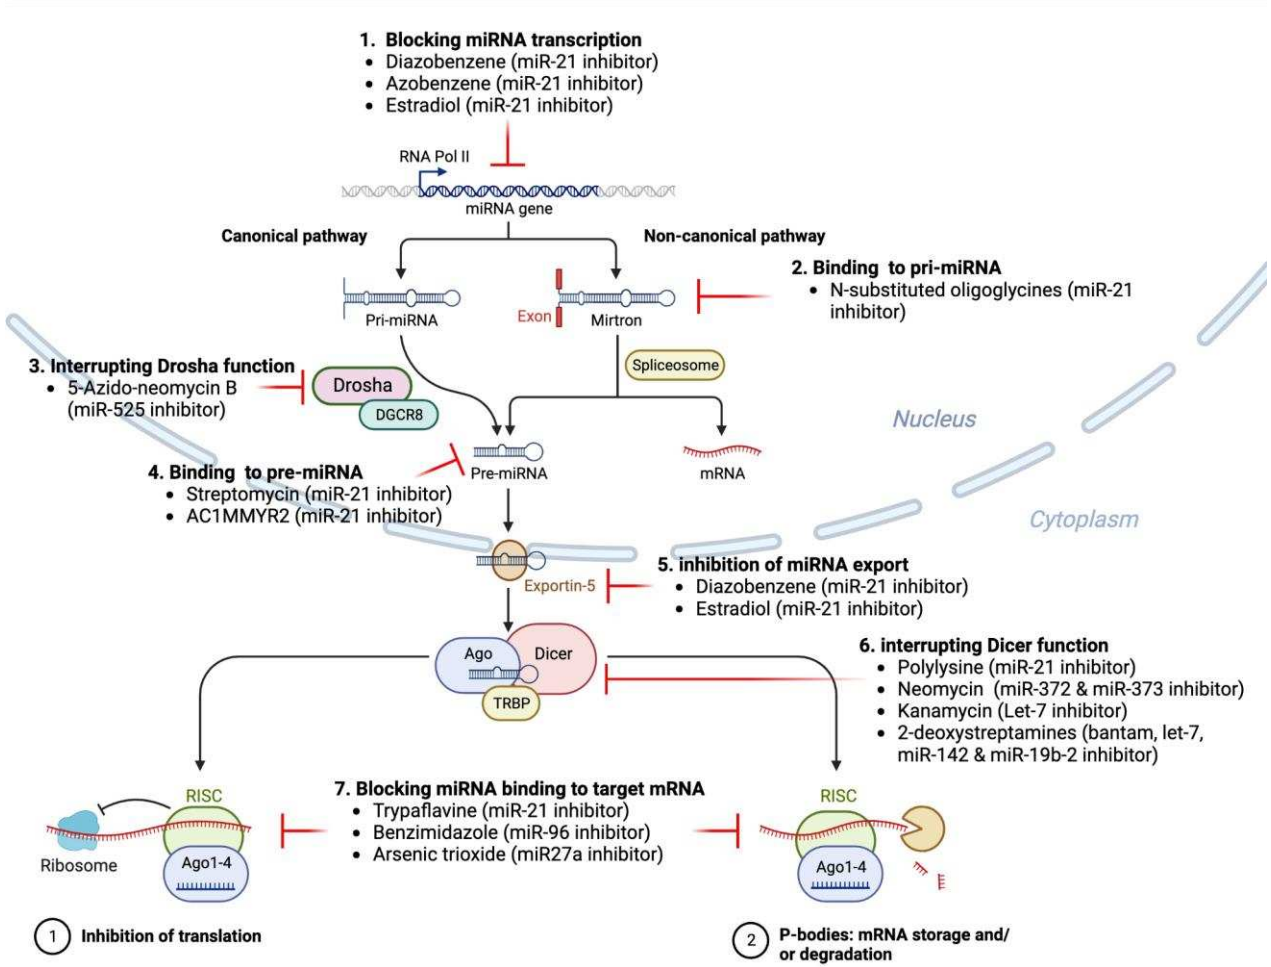 1. Blocking miRNA transcription
• Diazobenzene (miR-21 inhibitor)
• Azobenzene (miR-21 inhibitor)
• Estradiol (miR-21 inhibitor)
RNA Pol II
miRNA gene
Canonical pathway
Non-canonical pathway
2. Binding to pri-miRNA
• N-substituted oligoglycines (miR-21
inhibitor)
Pri-miRNA
Exon
Mirtron
3. Interrupting Drosha function
• 5-Azido-neomycin B
(miR-525 inhibitor)
Drosha
DGCR8
Spliceosome
Nucleus
4. Binding to pre-miRNA
• Streptomycin (miR-21 inhibitor)
• AC1MMYR2 (miR-21 inhibitor)
Pre-miRNA
mRNA
Cytoplasm
Exportin-5
5. inhibition of miRNA export
• Diazobenzene (miR-21 inhibitor)
• Estradiol (miR-21 inhibitor)
Ago
Dicer
TRBP
6. interrupting Dicer function
• Polylysine (miR-21 inhibitor)
• Neomycin (miR-372 & miR-373 inhibitor)
• Kanamycin (Let-7 inhibitor)
• 2-deoxystreptamines (bantam, let-7,
miR-142 & miR-19b-2 inhibitor)
7. Blocking miRNA binding to target mRNA
• Trypaflavine (miR-21 inhibitor)
• Benzimidazole (miR-96 inhibitor)
• Arsenic trioxide (miR27a inhibitor)
RISC
Ribosome
Ago1-4
RISC
Ago1-4
1 Inhibition of translation
2 P-bodies: mRNA storage and/
or degradation